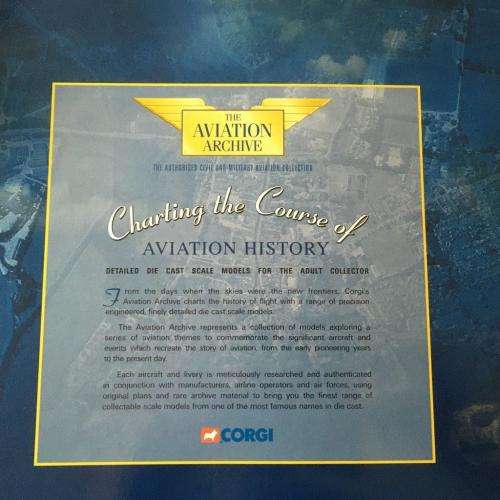 THE
AVIATION
ARCHIVE
THE AUTHORISED CIVIL AND MILITARY AVIATION COLLECTION
Charting the Course of
AVIATION HISTORY
DETAILED DIE CAST SCALE MODELS FOR THE ADULT COLLECTOR
From the days when the skies were the new frontiers, Corgi's
Aviation Archive charts the history of flight with a range of precision
engineered, finely detailed die cast scale models.
The Aviation Archive represents a collection of models exploring a
series of aviation themes to commemorate the significant aircraft and
events which recreate the story of aviation, from the early pioneering years
to the present day.
Each aircraft and livery is meticulously researched and authenticated
in conjunction with manufacturers, airline operators and air forces, using
original plans and rare archive material to bring you the finest range of
collectable scale models from one of the most famous names in die cast.
CORGI